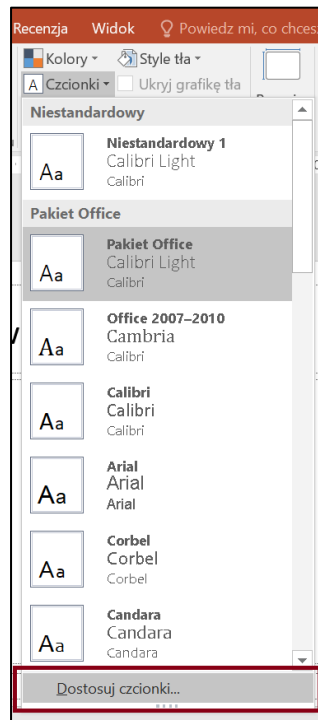 Recenzja Widok Powiedz mi, co chces
Kolory Style tła
A Czcionki Ukryj grafikę tła
Niestandardowy
Aa
Niestandardowy 1
Calibri Light
Calibri
Pakiet Office
Aa
Pakiet Office
Calibri Light
Calibri
Aa
Office 2007–2010
Cambria
Calibri
Aa
Calibri
Calibri
Calibri
Aa
Arial
Arial
Arial
Aa
Corbel
Corbel
Corbel
Aa
Candara
Candara
Candara
Dostosuj czcionki...